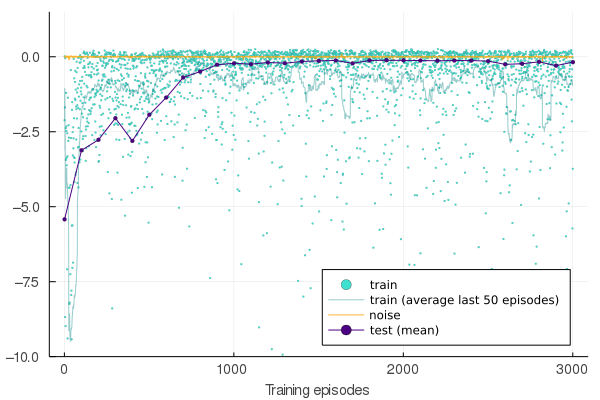 0.0
−2.5
−5.0
−7.5
−10.0
0
1000
2000
3000
Training episodes
train
train (average last 50 episodes)
noise
test (mean)